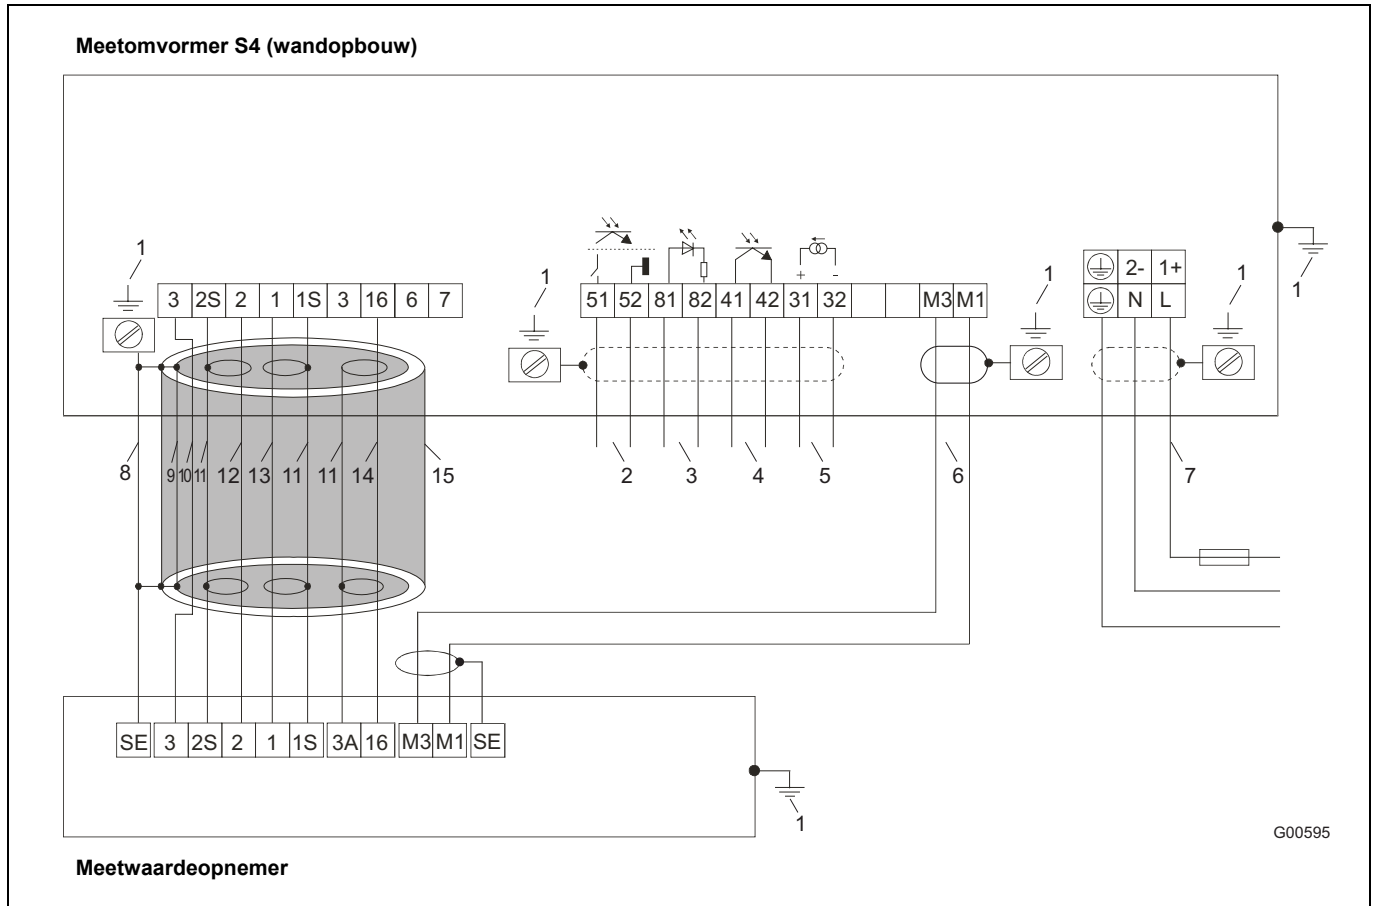 Meetomvormer S4 (wandopbouw)
1
2- 1+
1
1
1
1
+ -
3 2S 2 1 1S 3 16 6 7
51 52 81 82 41 42 31 32 M3 M1
N L
8 9 10 11 12 13 11 11 14 15
2 3 4 5 6 7
SE 3 2S 2 1 1S 3A 16 M3 M1 SE
1
G00595
Meetwaardeopnemer